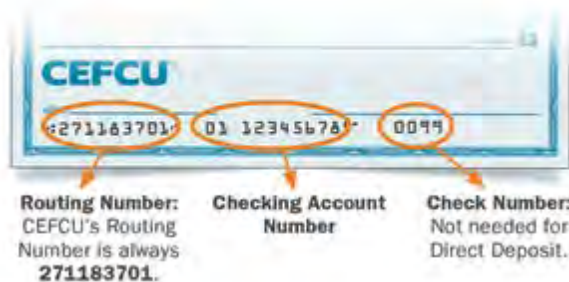 CEFCU
⑆271183701⑆ 01 12345678⑈ 0099
Routing Number:
CEFCU's Routing
Number is always
271183701.
Checking Account
Number
Check Number:
Not needed for
Direct Deposit.